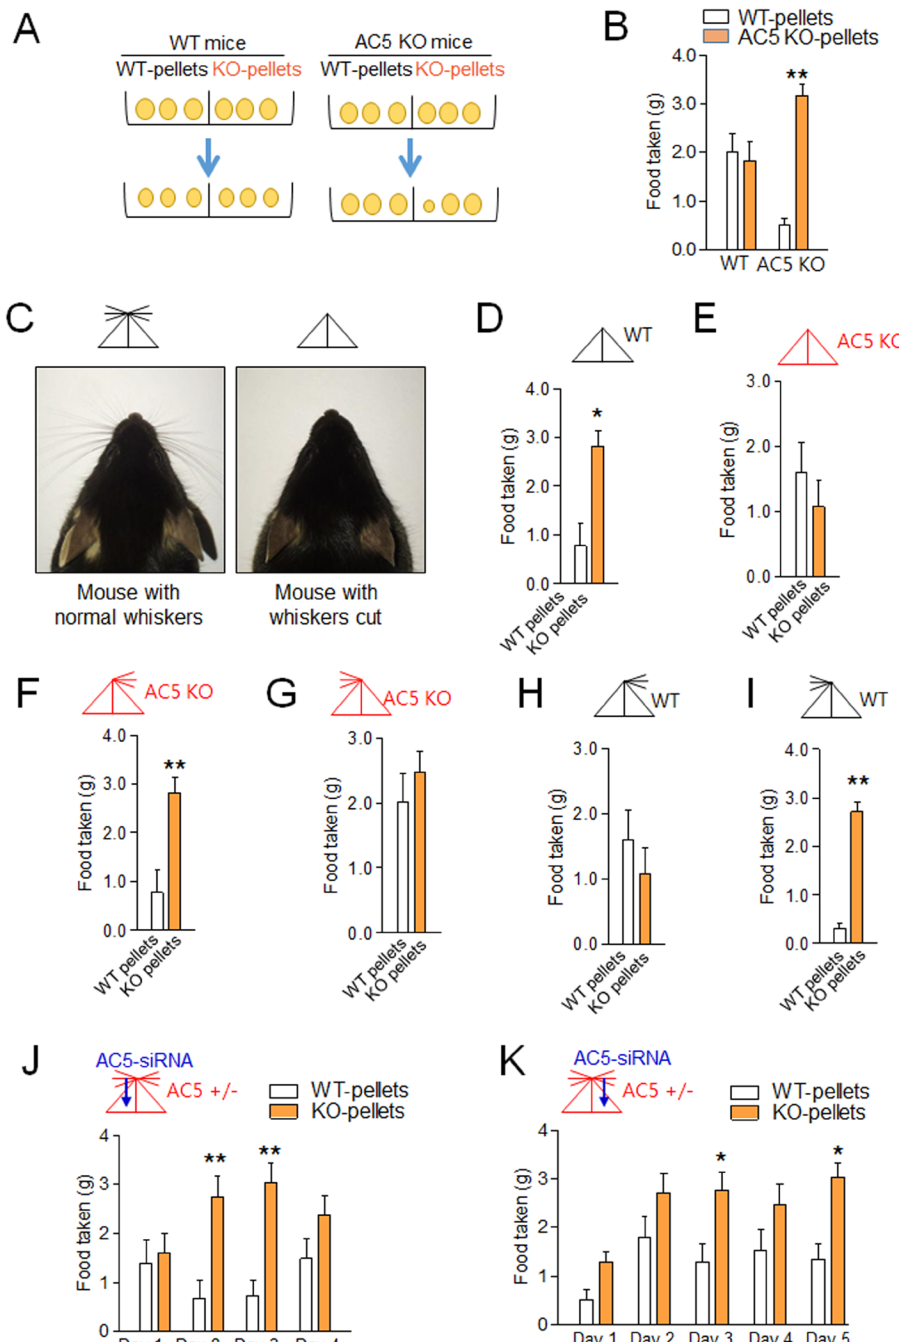 A
WT mice
WT-pellets KO-pellets
AC5 KO mice
WT-pellets KO-pellets
B
WT-pellets
AC5 KO-pellets
Food taken (g)
4.0
3.0
2.0
1.0
0.0
**
WT AC5 KO
C
Mouse with
normal whiskers
Mouse with
whiskers cut
D
WT
Food taken (g)
4.0
3.0
2.0
1.0
0.0
*
WT pellets
KO pellets
E
AC5 KO
Food taken (g)
3.0
2.0
1.0
0.0
WT pellets
KO pellets
F
AC5 KO
Food taken (g)
4.0
3.0
2.0
1.0
0.0
**
WT pellets
KO pellets
G
AC5 KO
Food taken (g)
3.0
2.0
1.0
0.0
WT pellets
KO pellets
H
WT
Food taken (g)
3.0
2.0
1.0
0.0
WT pellets
KO pellets
I
WT
Food taken (g)
4.0
3.0
2.0
1.0
0.0
**
WT pellets
KO pellets
J
AC5-siRNA
AC5 +/-
WT-pellets
KO-pellets
Food taken (g)
4
3
2
1
0
**
**
Day 1 Day 2 Day 3 Day 4
K
AC5-siRNA
AC5 +/-
WT-pellets
KO-pellets
Food taken (g)
4
3
2
1
0
*
*
Day 1 Day 2 Day 3 Day 4 Day 5